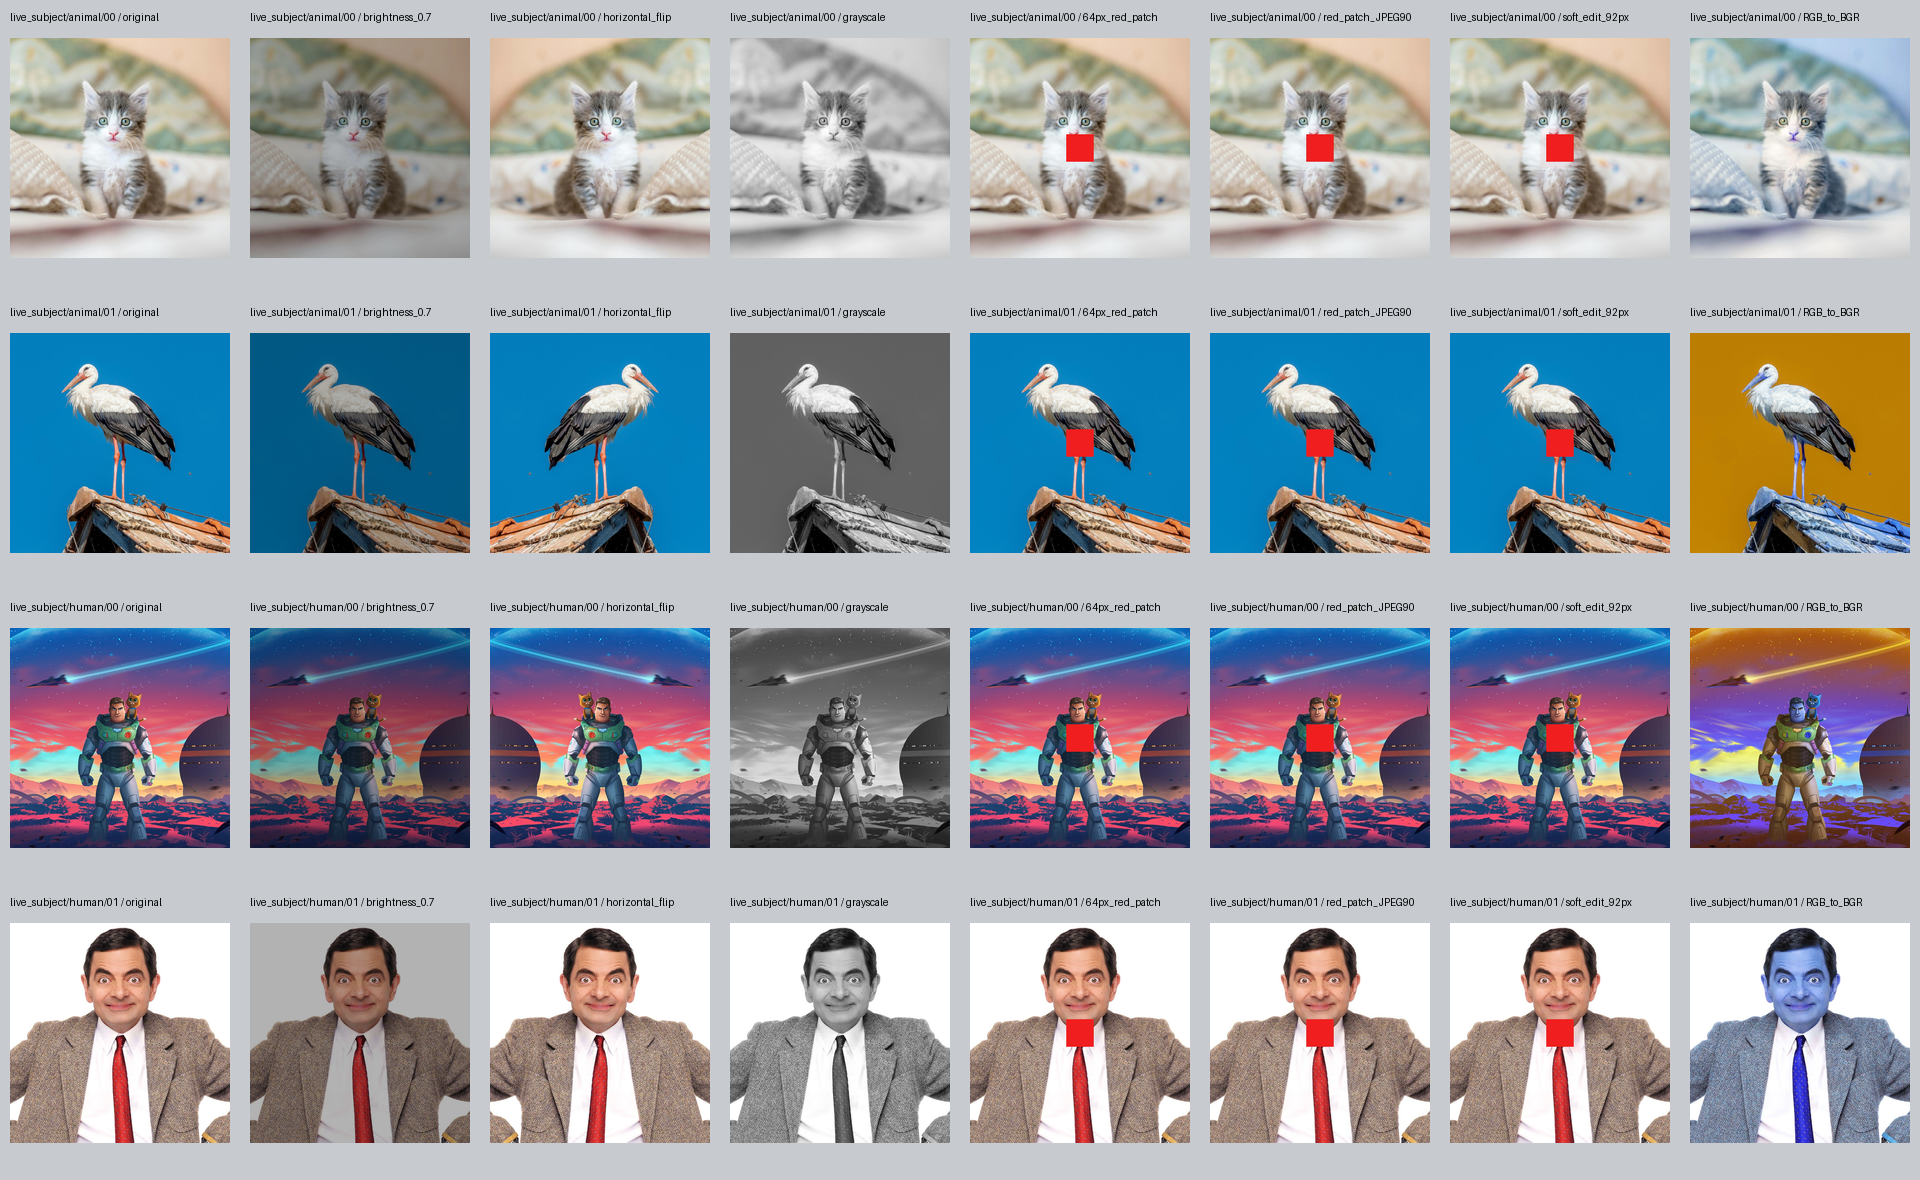 live_subject/animal/00 / original
live_subject/animal/00 / brightness_0.7
live_subject/animal/00 / horizontal_flip
live_subject/animal/00 / grayscale
live_subject/animal/00 / 64px_red_patch
live_subject/animal/00 / red_patch_JPEG90
live_subject/animal/00 / soft_edit_92px
live_subject/animal/00 / RGB_to_BGR
live_subject/animal/01 / original
live_subject/animal/01 / brightness_0.7
live_subject/animal/01 / horizontal_flip
live_subject/animal/01 / grayscale
live_subject/animal/01 / 64px_red_patch
live_subject/animal/01 / red_patch_JPEG90
live_subject/animal/01 / soft_edit_92px
live_subject/animal/01 / RGB_to_BGR
live_subject/human/00 / original
live_subject/human/00 / brightness_0.7
live_subject/human/00 / horizontal_flip
live_subject/human/00 / grayscale
live_subject/human/00 / 64px_red_patch
live_subject/human/00 / red_patch_JPEG90
live_subject/human/00 / soft_edit_92px
live_subject/human/00 / RGB_to_BGR
live_subject/human/01 / original
live_subject/human/01 / brightness_0.7
live_subject/human/01 / horizontal_flip
live_subject/human/01 / grayscale
live_subject/human/01 / 64px_red_patch
live_subject/human/01 / red_patch_JPEG90
live_subject/human/01 / soft_edit_92px
live_subject/human/01 / RGB_to_BGR